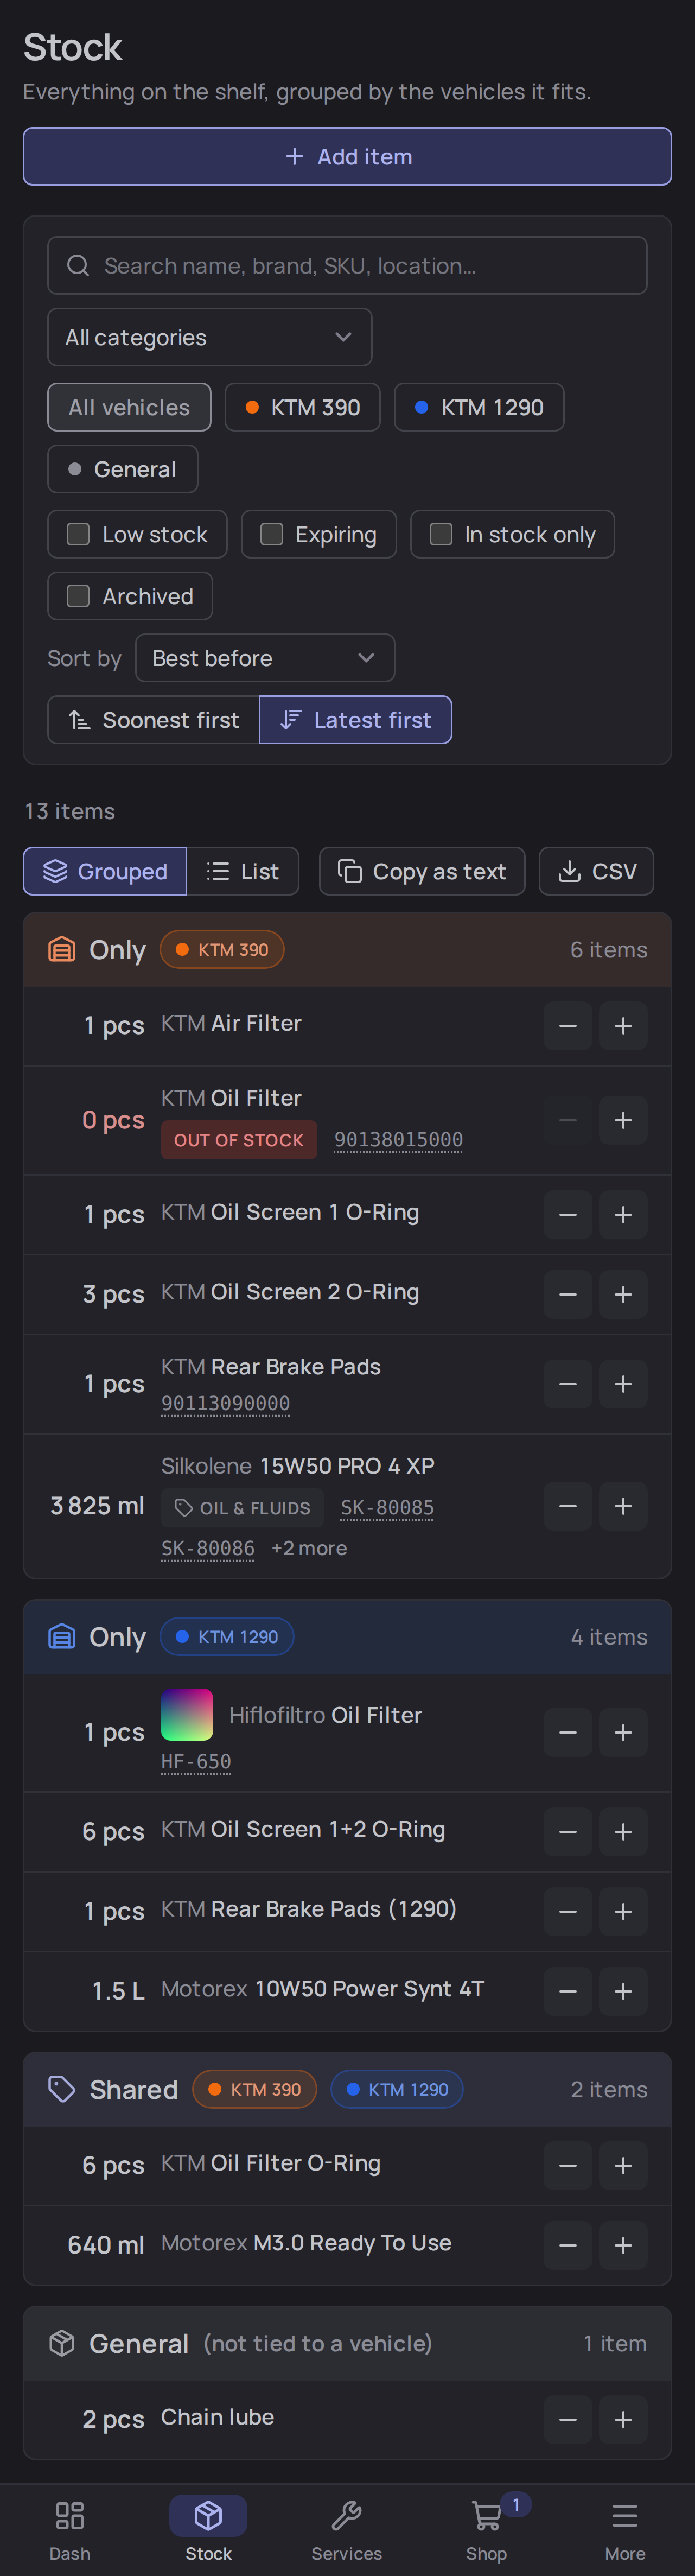 Stock
Everything on the shelf, grouped by the vehicles it fits.
+ Add item
Search name, brand, SKU, location...
All categories
All vehicles KTM 390 KTM 1290
General
Low stock Expiring In stock only
Archived
Sort by Best before
Soonest first Latest first
13 items
Grouped List Copy as text CSV
Only KTM 390 6 items
1 pcs KTM Air Filter
0 pcs KTM Oil Filter
OUT OF STOCK 90138015000
1 pcs KTM Oil Screen 1 O-Ring
3 pcs KTM Oil Screen 2 O-Ring
1 pcs KTM Rear Brake Pads
90113090000
3 825 ml Silkolene 15W50 PRO 4 XP
OIL & FLUIDS SK-80085
SK-80086 +2 more
Only KTM 1290 4 items
1 pcs Hiflofiltro Oil Filter
HF-650
6 pcs KTM Oil Screen 1+2 O-Ring
1 pcs KTM Rear Brake Pads (1290)
1.5 L Motorex 10W50 Power Synt 4T
Shared KTM 390 KTM 1290 2 items
6 pcs KTM Oil Filter O-Ring
640 ml Motorex M3.0 Ready To Use
General (not tied to a vehicle) 1 item
2 pcs Chain lube
1
Dash Stock Services Shop More